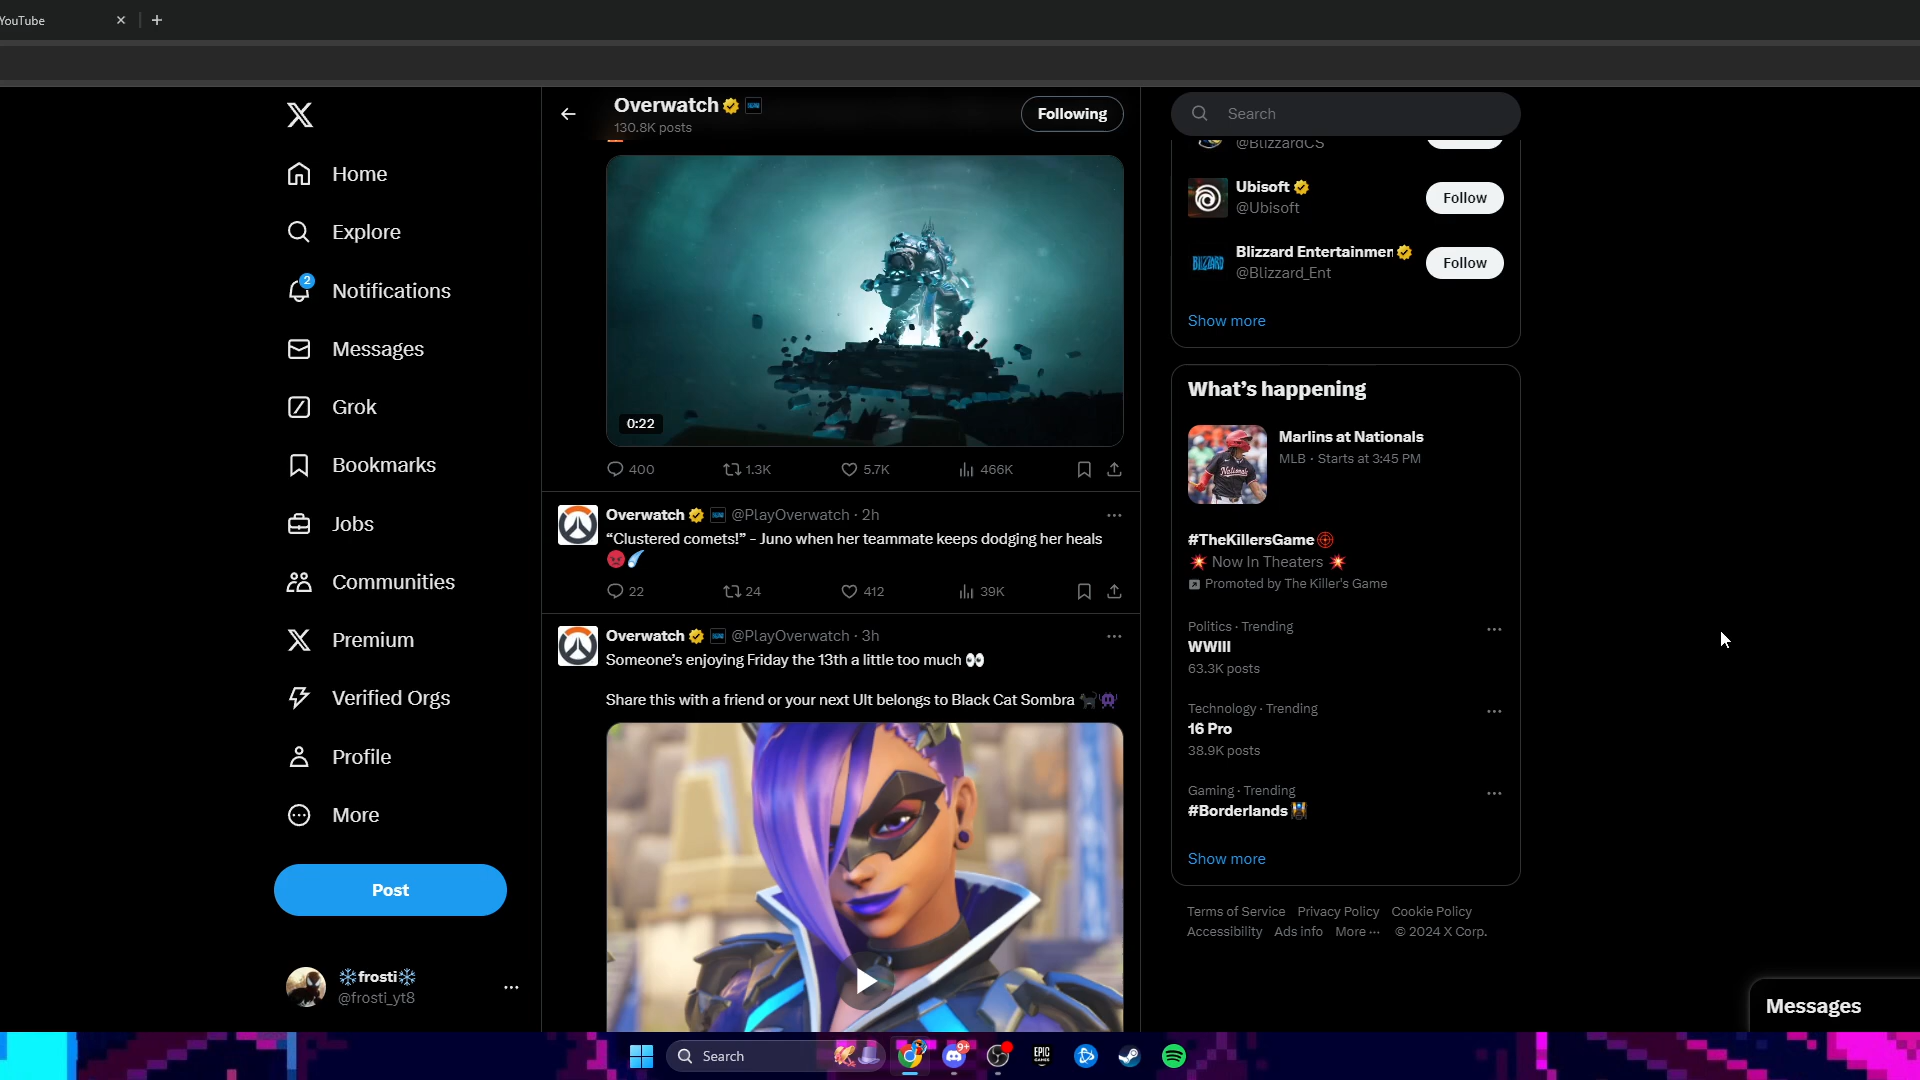 YouTube
Home
Explore
2
Notifications
Messages
Grok
Bookmarks
Jobs
Communities
Premium
Verified Orgs
Profile
More
Post
❄️frosti❄️
@frosti_yt8
Overwatch
130.8K posts
Following
0:22
400 1.3K 5.7K 466K
Overwatch @PlayOverwatch · 2h
“Clustered comets!” - Juno when her teammate keeps dodging her heals
😡☄️
22 24 412 39K
Overwatch @PlayOverwatch · 3h
Someone’s enjoying Friday the 13th a little too much 👀
Share this with a friend or your next Ult belongs to Black Cat Sombra 🐈‍⬛
Search
@BlizzardCS
Ubisoft
@Ubisoft
Follow
BLIZZARD
Blizzard Entertainmen
@Blizzard_Ent
Follow
Show more
What’s happening
Nationals
Marlins at Nationals
MLB · Starts at 3:45 PM
#TheKillersGame
💥 Now In Theaters 💥
Promoted by The Killer's Game
Politics · Trending
WWIII
63.3K posts
Technology · Trending
16 Pro
38.9K posts
Gaming · Trending
#Borderlands
Show more
Terms of Service Privacy Policy Cookie Policy
Accessibility Ads info More ··· © 2024 X Corp.
Messages
Search
9+
EPIC
GAMES